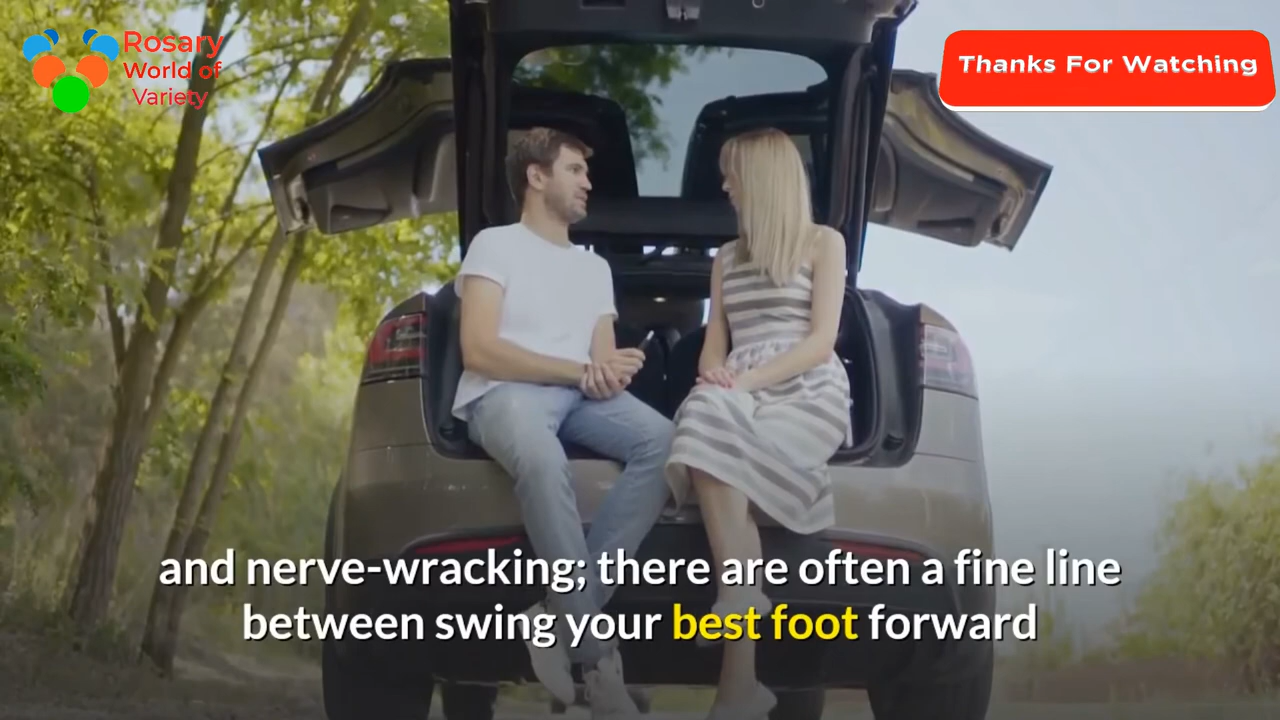 Rosary
World of
Variety
Thanks For Watching
and nerve-wracking; there are often a fine line
between swing your best foot forward